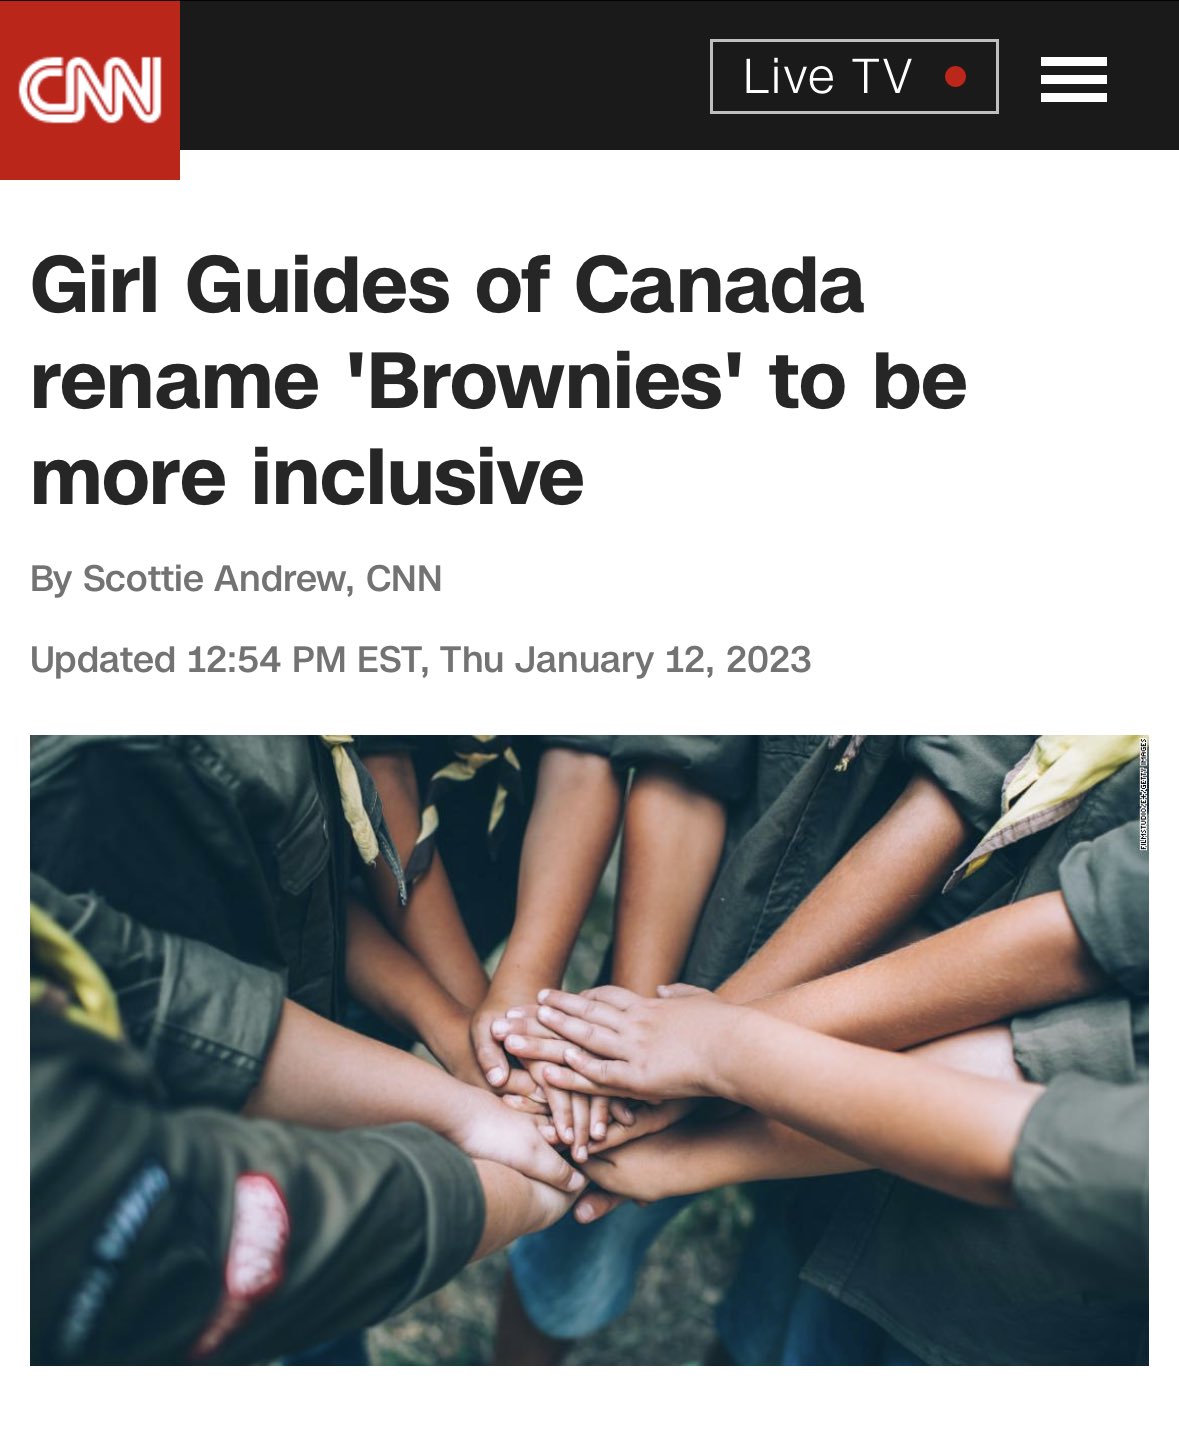 CNN
Live TV
Girl Guides of Canada
rename 'Brownies' to be
more inclusive
By Scottie Andrew, CNN
Updated 12:54 PM EST, Thu January 12, 2023
FILMSTUDIO/E+/GETTY IMAGES